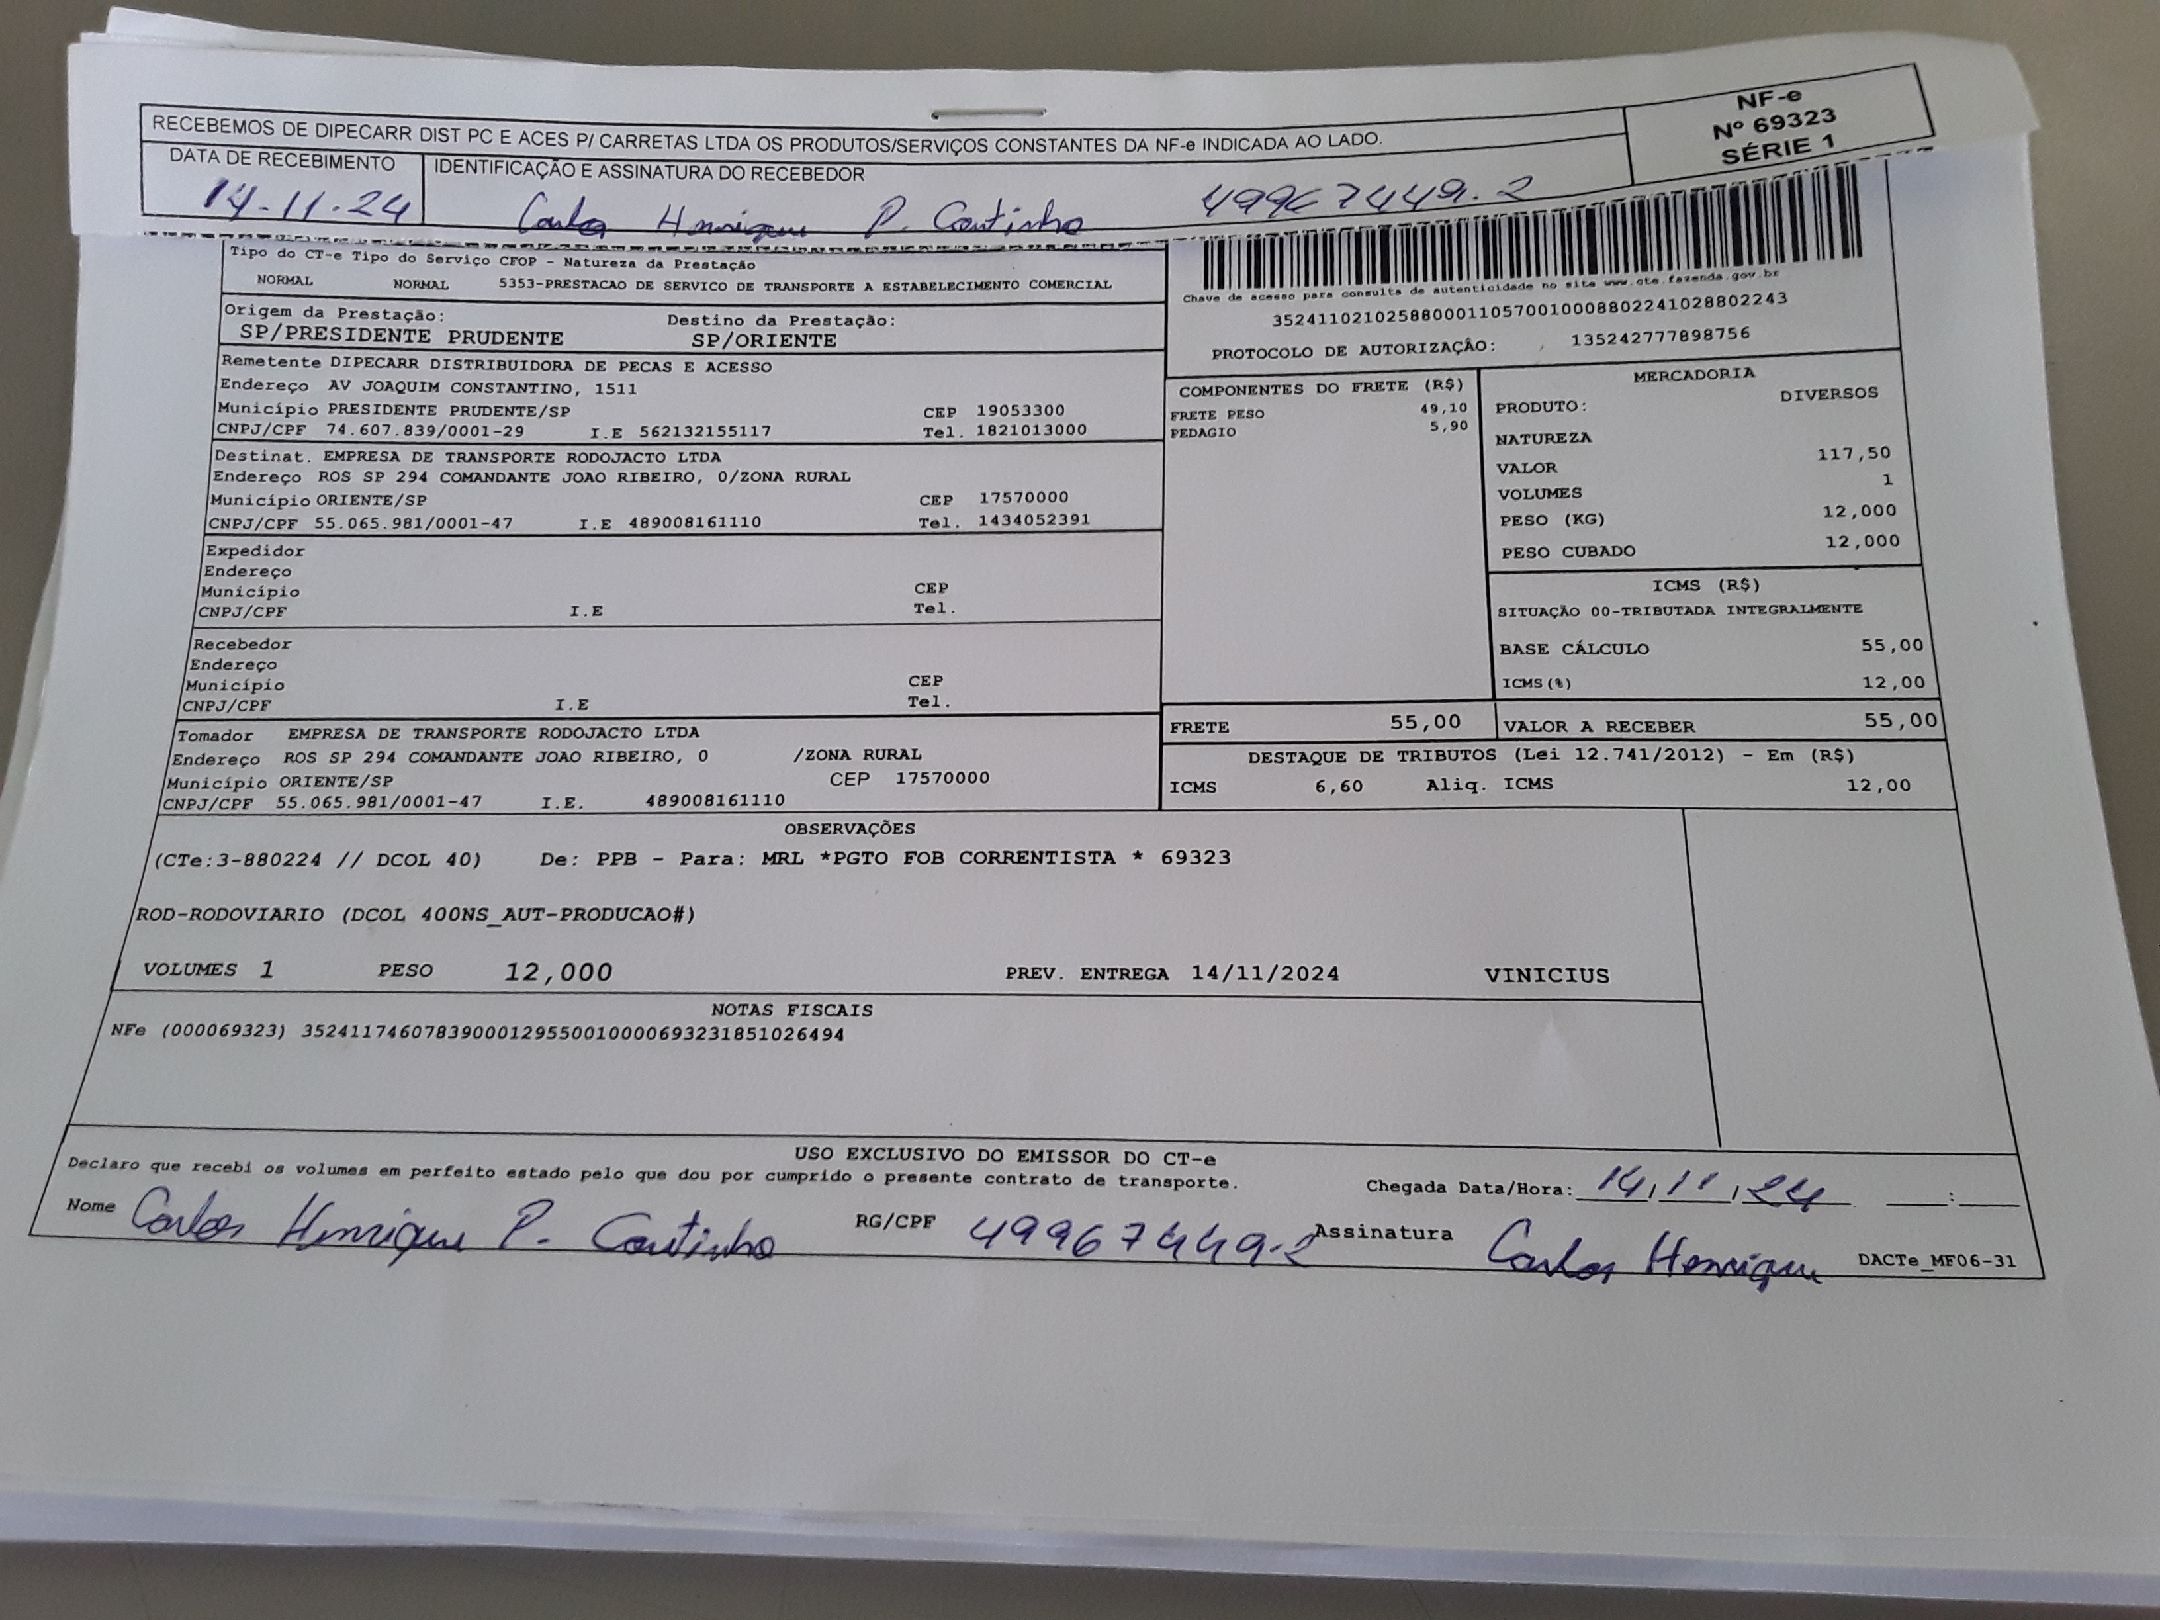 RECEBEMOS DE DIPECARR DIST PC E ACES P/ CARRETAS LTDA OS PRODUTOS/SERVIÇOS CONSTANTES DA NF-e INDICADA AO LADO.
NF-e
Nº 69323
SÉRIE 1
DATA DE RECEBIMENTO
14-11-24
IDENTIFICAÇÃO E ASSINATURA DO RECEBEDOR
Carlos Henrique P. Coutinho 49967449-2
Tipo do CT-e Tipo do Serviço CFOP - Natureza da Prestação
NORMAL NORMAL 5353-PRESTACAO DE SERVICO DE TRANSPORTE A ESTABELECIMENTO COMERCIAL
Chave de acesso para consulta de autenticidade no site www.cte.fazenda.gov.br
35241102102588000110570010008802241028802243
PROTOCOLO DE AUTORIZAÇÃO: 135242777898756
Origem da Prestação: Destino da Prestação:
SP/PRESIDENTE PRUDENTE SP/ORIENTE
Remetente DIPECARR DISTRIBUIDORA DE PECAS E ACESSO
Endereço AV JOAQUIM CONSTANTINO, 1511
Município PRESIDENTE PRUDENTE/SP CEP 19053300
CNPJ/CPF 74.607.839/0001-29 I.E 562132155117 Tel. 1821013000
Destinat. EMPRESA DE TRANSPORTE RODOJACTO LTDA
Endereço ROS SP 294 COMANDANTE JOAO RIBEIRO, 0/ZONA RURAL
Município ORIENTE/SP CEP 17570000
CNPJ/CPF 55.065.981/0001-47 I.E 489008161110 Tel. 1434052391
Expedidor
Endereço
Município CEP
CNPJ/CPF I.E Tel.
Recebedor
Endereço
Município CEP
CNPJ/CPF I.E Tel.
Tomador EMPRESA DE TRANSPORTE RODOJACTO LTDA
Endereço ROS SP 294 COMANDANTE JOAO RIBEIRO, 0 /ZONA RURAL
Município ORIENTE/SP CEP 17570000
CNPJ/CPF 55.065.981/0001-47 I.E. 489008161110
COMPONENTES DO FRETE (R$)
FRETE PESO 49,10
PEDAGIO 5,90
MERCADORIA
PRODUTO: DIVERSOS
NATUREZA
VALOR 117,50
VOLUMES 1
PESO (KG) 12,000
PESO CUBADO 12,000
ICMS (R$)
SITUAÇÃO 00-TRIBUTADA INTEGRALMENTE
BASE CÁLCULO 55,00
ICMS(%) 12,00
FRETE 55,00 VALOR A RECEBER 55,00
DESTAQUE DE TRIBUTOS (Lei 12.741/2012) - Em (R$)
ICMS 6,60 Aliq. ICMS 12,00
OBSERVAÇÕES
(CTe:3-880224 // DCOL 40) De: PPB - Para: MRL *PGTO FOB CORRENTISTA * 69323
ROD-RODOVIARIO (DCOL 400NS_AUT-PRODUCAO#)
VOLUMES 1 PESO 12,000 PREV. ENTREGA 14/11/2024 VINICIUS
NOTAS FISCAIS
NFe (000069323) 35241174607839000129550010000693231851026494
USO EXCLUSIVO DO EMISSOR DO CT-e
Declaro que recebi os volumes em perfeito estado pelo que dou por cumprido o presente contrato de transporte.
Chegada Data/Hora: 14/11/24 __:__
Nome Carlos Henrique P. Coutinho RG/CPF 49967449-2 Assinatura Carlos Henrique DACTe_MF06-31